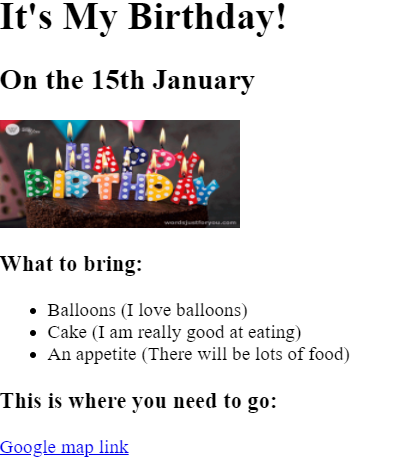 It's My Birthday!
On the 15th January
HAPPY
BIRTHDAY
wordsjustforyou.com
What to bring:
Balloons (I love balloons)
Cake (I am really good at eating)
An appetite (There will be lots of food)
This is where you need to go:
Google map link